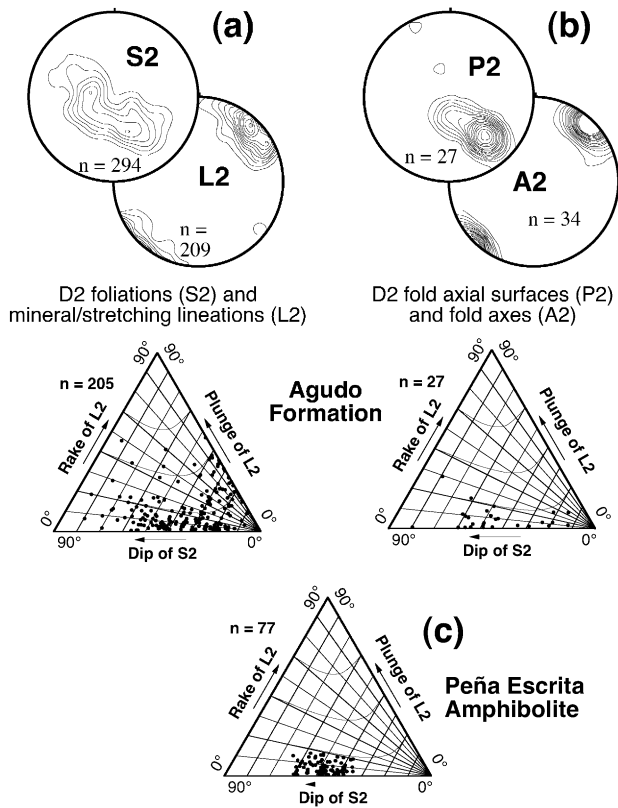 (a)
S2
n = 294
L2
n =
209
(b)
P2
n = 27
A2
n = 34
D2 foliations (S2) and
mineral/stretching lineations (L2)
D2 fold axial surfaces (P2)
and fold axes (A2)
n = 205
90°
90°
Rake of L2
Plunge of L2
0°
0°
90°
0°
Dip of S2
Agudo
Formation
n = 27
90°
90°
Rake of L2
Plunge of L2
0°
0°
90°
0°
Dip of S2
(c)
n = 77
90°
90°
Rake of L2
Plunge of L2
0°
0°
90°
0°
Dip of S2
Peña Escrita
Amphibolite